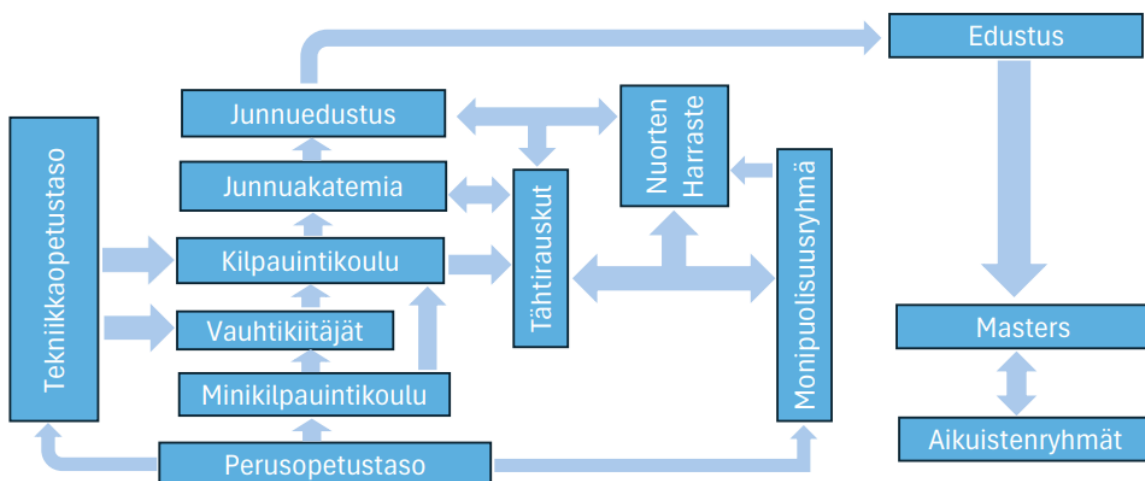 Edustus
Junnuedustus
Nuorten
Harraste
Tekniikkaopetustaso
Junnuakatemia
Monipuolisuusryhmä
Tähtirauskut
Kilpauintikoulu
Vauhtikiitäjät
Masters
Minikilpauintikoulu
Aikuistenryhmät
Perusopetustaso